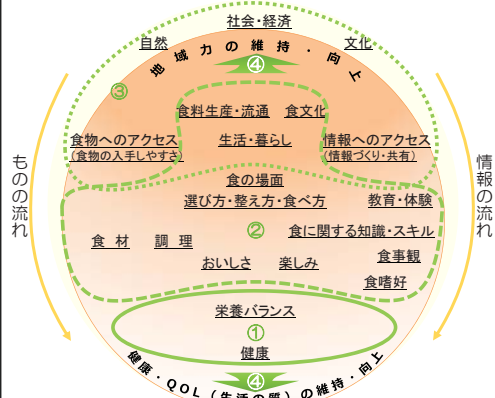 社会・経済
自然
文化
地域力の維持・向上
④
③
食料生産・流通 食文化
食物へのアクセス
(食物の入手しやすさ)
生活・暮らし
情報へのアクセス
(情報づくり・共有)
食の場面
選び方・整え方・食べ方
教育・体験
②
食に関する知識・スキル
食材 調理
おいしさ 楽しみ
食事観
食嗜好
栄養バランス
①
健康
④
健康・QOL(生活の質)の維持・向上
ものの流れ
情報の流れ